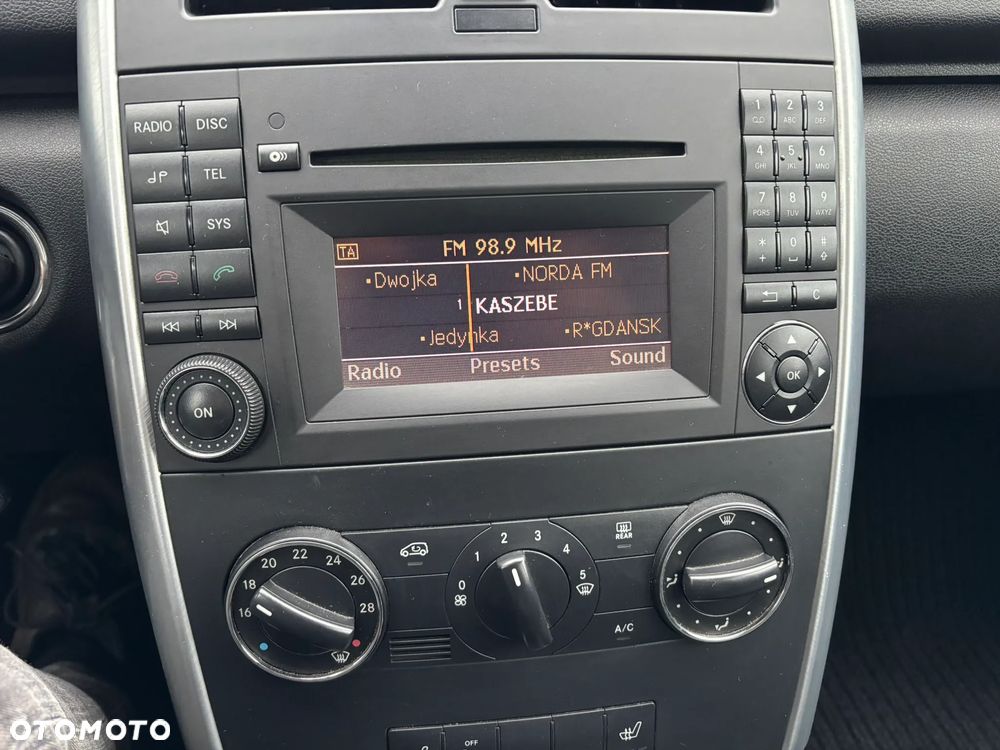 RADIO DISC
TEL
SYS
TA FM 98.9 MHz
•Dwojka •NORDA FM
1 KASZEBE
•Jedynka •R*GDANSK
Radio Presets Sound
ON
1 2 ABC 3 DEF
4 GHI 5 JKL 6 MNO
7 PQRS 8 TUV 9 WXYZ
* + 0 #
C
OK
16 18 20 22 24 26 28
0 1 2 3 4 5
REAR
A/C
OFF
OTOMOTO